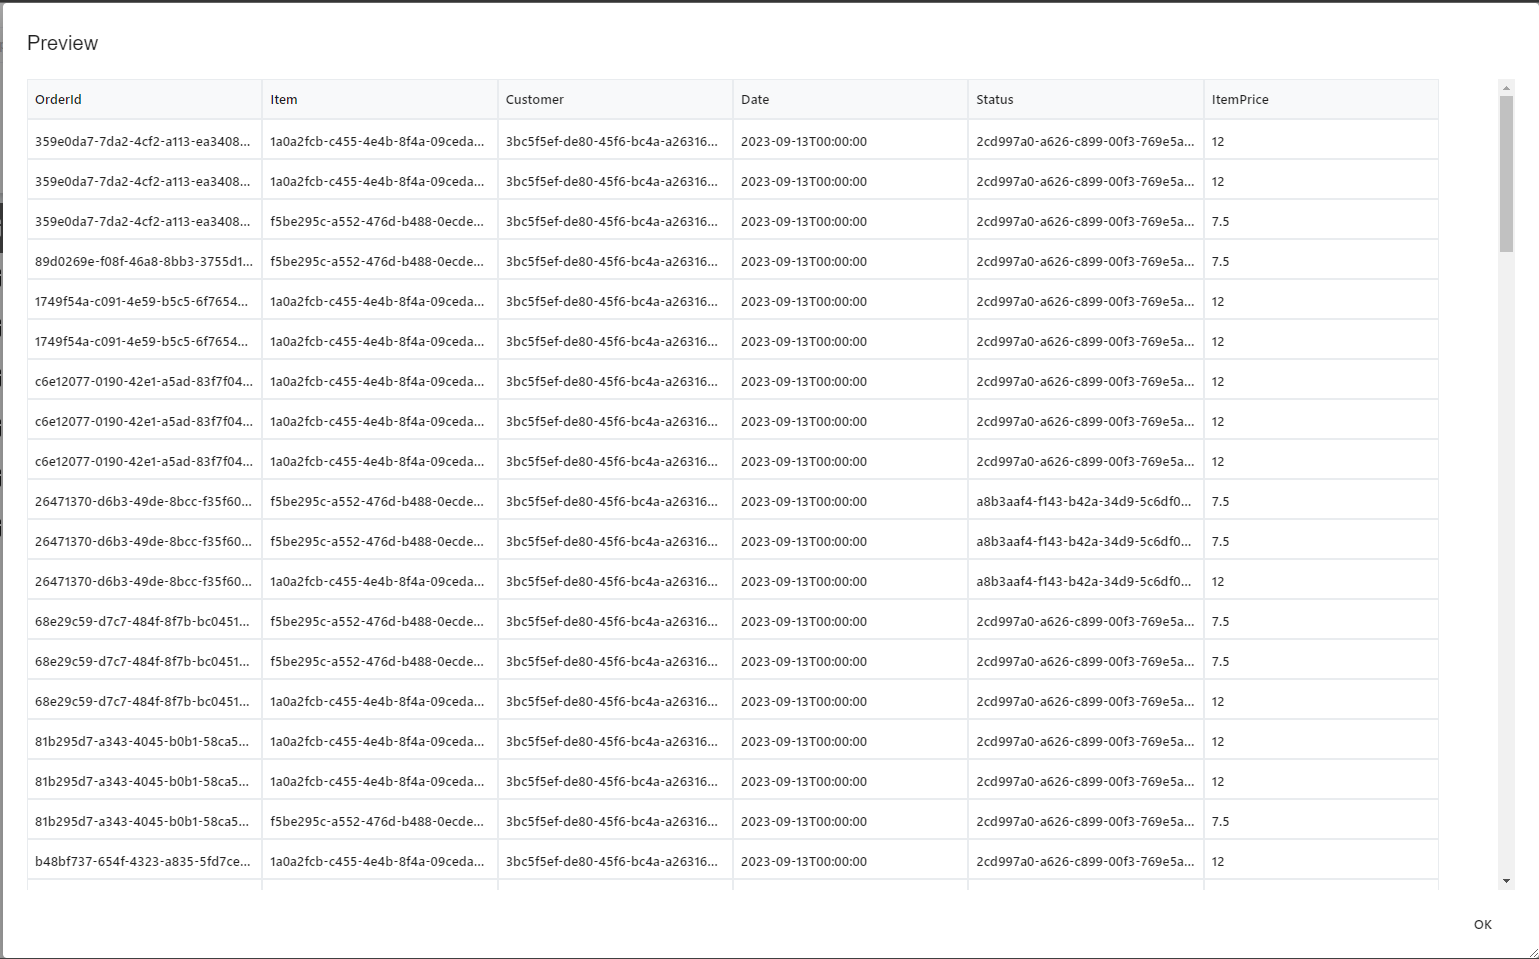 Preview
OrderId Item Customer Date Status ItemPrice
359e0da7-7da2-4cf2-a113-ea3408... 1a0a2fcb-c455-4e4b-8f4a-09ceda... 3bc5f5ef-de80-45f6-bc4a-a26316... 2023-09-13T00:00:00 2cd997a0-a626-c899-00f3-769e5a... 12
359e0da7-7da2-4cf2-a113-ea3408... 1a0a2fcb-c455-4e4b-8f4a-09ceda... 3bc5f5ef-de80-45f6-bc4a-a26316... 2023-09-13T00:00:00 2cd997a0-a626-c899-00f3-769e5a... 12
359e0da7-7da2-4cf2-a113-ea3408... f5be295c-a552-476d-b488-0ecde... 3bc5f5ef-de80-45f6-bc4a-a26316... 2023-09-13T00:00:00 2cd997a0-a626-c899-00f3-769e5a... 7.5
89d0269e-f08f-46a8-8bb3-3755d1... f5be295c-a552-476d-b488-0ecde... 3bc5f5ef-de80-45f6-bc4a-a26316... 2023-09-13T00:00:00 2cd997a0-a626-c899-00f3-769e5a... 7.5
1749f54a-c091-4e59-b5c5-6f7654... 1a0a2fcb-c455-4e4b-8f4a-09ceda... 3bc5f5ef-de80-45f6-bc4a-a26316... 2023-09-13T00:00:00 2cd997a0-a626-c899-00f3-769e5a... 12
1749f54a-c091-4e59-b5c5-6f7654... 1a0a2fcb-c455-4e4b-8f4a-09ceda... 3bc5f5ef-de80-45f6-bc4a-a26316... 2023-09-13T00:00:00 2cd997a0-a626-c899-00f3-769e5a... 12
c6e12077-0190-42e1-a5ad-83f7f04... 1a0a2fcb-c455-4e4b-8f4a-09ceda... 3bc5f5ef-de80-45f6-bc4a-a26316... 2023-09-13T00:00:00 2cd997a0-a626-c899-00f3-769e5a... 12
c6e12077-0190-42e1-a5ad-83f7f04... 1a0a2fcb-c455-4e4b-8f4a-09ceda... 3bc5f5ef-de80-45f6-bc4a-a26316... 2023-09-13T00:00:00 2cd997a0-a626-c899-00f3-769e5a... 12
c6e12077-0190-42e1-a5ad-83f7f04... 1a0a2fcb-c455-4e4b-8f4a-09ceda... 3bc5f5ef-de80-45f6-bc4a-a26316... 2023-09-13T00:00:00 2cd997a0-a626-c899-00f3-769e5a... 12
26471370-d6b3-49de-8bcc-f35f60... f5be295c-a552-476d-b488-0ecde... 3bc5f5ef-de80-45f6-bc4a-a26316... 2023-09-13T00:00:00 a8b3aaf4-f143-b42a-34d9-5c6df0... 7.5
26471370-d6b3-49de-8bcc-f35f60... f5be295c-a552-476d-b488-0ecde... 3bc5f5ef-de80-45f6-bc4a-a26316... 2023-09-13T00:00:00 a8b3aaf4-f143-b42a-34d9-5c6df0... 7.5
26471370-d6b3-49de-8bcc-f35f60... 1a0a2fcb-c455-4e4b-8f4a-09ceda... 3bc5f5ef-de80-45f6-bc4a-a26316... 2023-09-13T00:00:00 a8b3aaf4-f143-b42a-34d9-5c6df0... 12
68e29c59-d7c7-484f-8f7b-bc0451... f5be295c-a552-476d-b488-0ecde... 3bc5f5ef-de80-45f6-bc4a-a26316... 2023-09-13T00:00:00 2cd997a0-a626-c899-00f3-769e5a... 7.5
68e29c59-d7c7-484f-8f7b-bc0451... f5be295c-a552-476d-b488-0ecde... 3bc5f5ef-de80-45f6-bc4a-a26316... 2023-09-13T00:00:00 2cd997a0-a626-c899-00f3-769e5a... 7.5
68e29c59-d7c7-484f-8f7b-bc0451... 1a0a2fcb-c455-4e4b-8f4a-09ceda... 3bc5f5ef-de80-45f6-bc4a-a26316... 2023-09-13T00:00:00 2cd997a0-a626-c899-00f3-769e5a... 12
81b295d7-a343-4045-b0b1-58ca5... 1a0a2fcb-c455-4e4b-8f4a-09ceda... 3bc5f5ef-de80-45f6-bc4a-a26316... 2023-09-13T00:00:00 2cd997a0-a626-c899-00f3-769e5a... 12
81b295d7-a343-4045-b0b1-58ca5... 1a0a2fcb-c455-4e4b-8f4a-09ceda... 3bc5f5ef-de80-45f6-bc4a-a26316... 2023-09-13T00:00:00 2cd997a0-a626-c899-00f3-769e5a... 12
81b295d7-a343-4045-b0b1-58ca5... f5be295c-a552-476d-b488-0ecde... 3bc5f5ef-de80-45f6-bc4a-a26316... 2023-09-13T00:00:00 2cd997a0-a626-c899-00f3-769e5a... 7.5
b48bf737-654f-4323-a835-5fd7ce... 1a0a2fcb-c455-4e4b-8f4a-09ceda... 3bc5f5ef-de80-45f6-bc4a-a26316... 2023-09-13T00:00:00 2cd997a0-a626-c899-00f3-769e5a... 12
OK